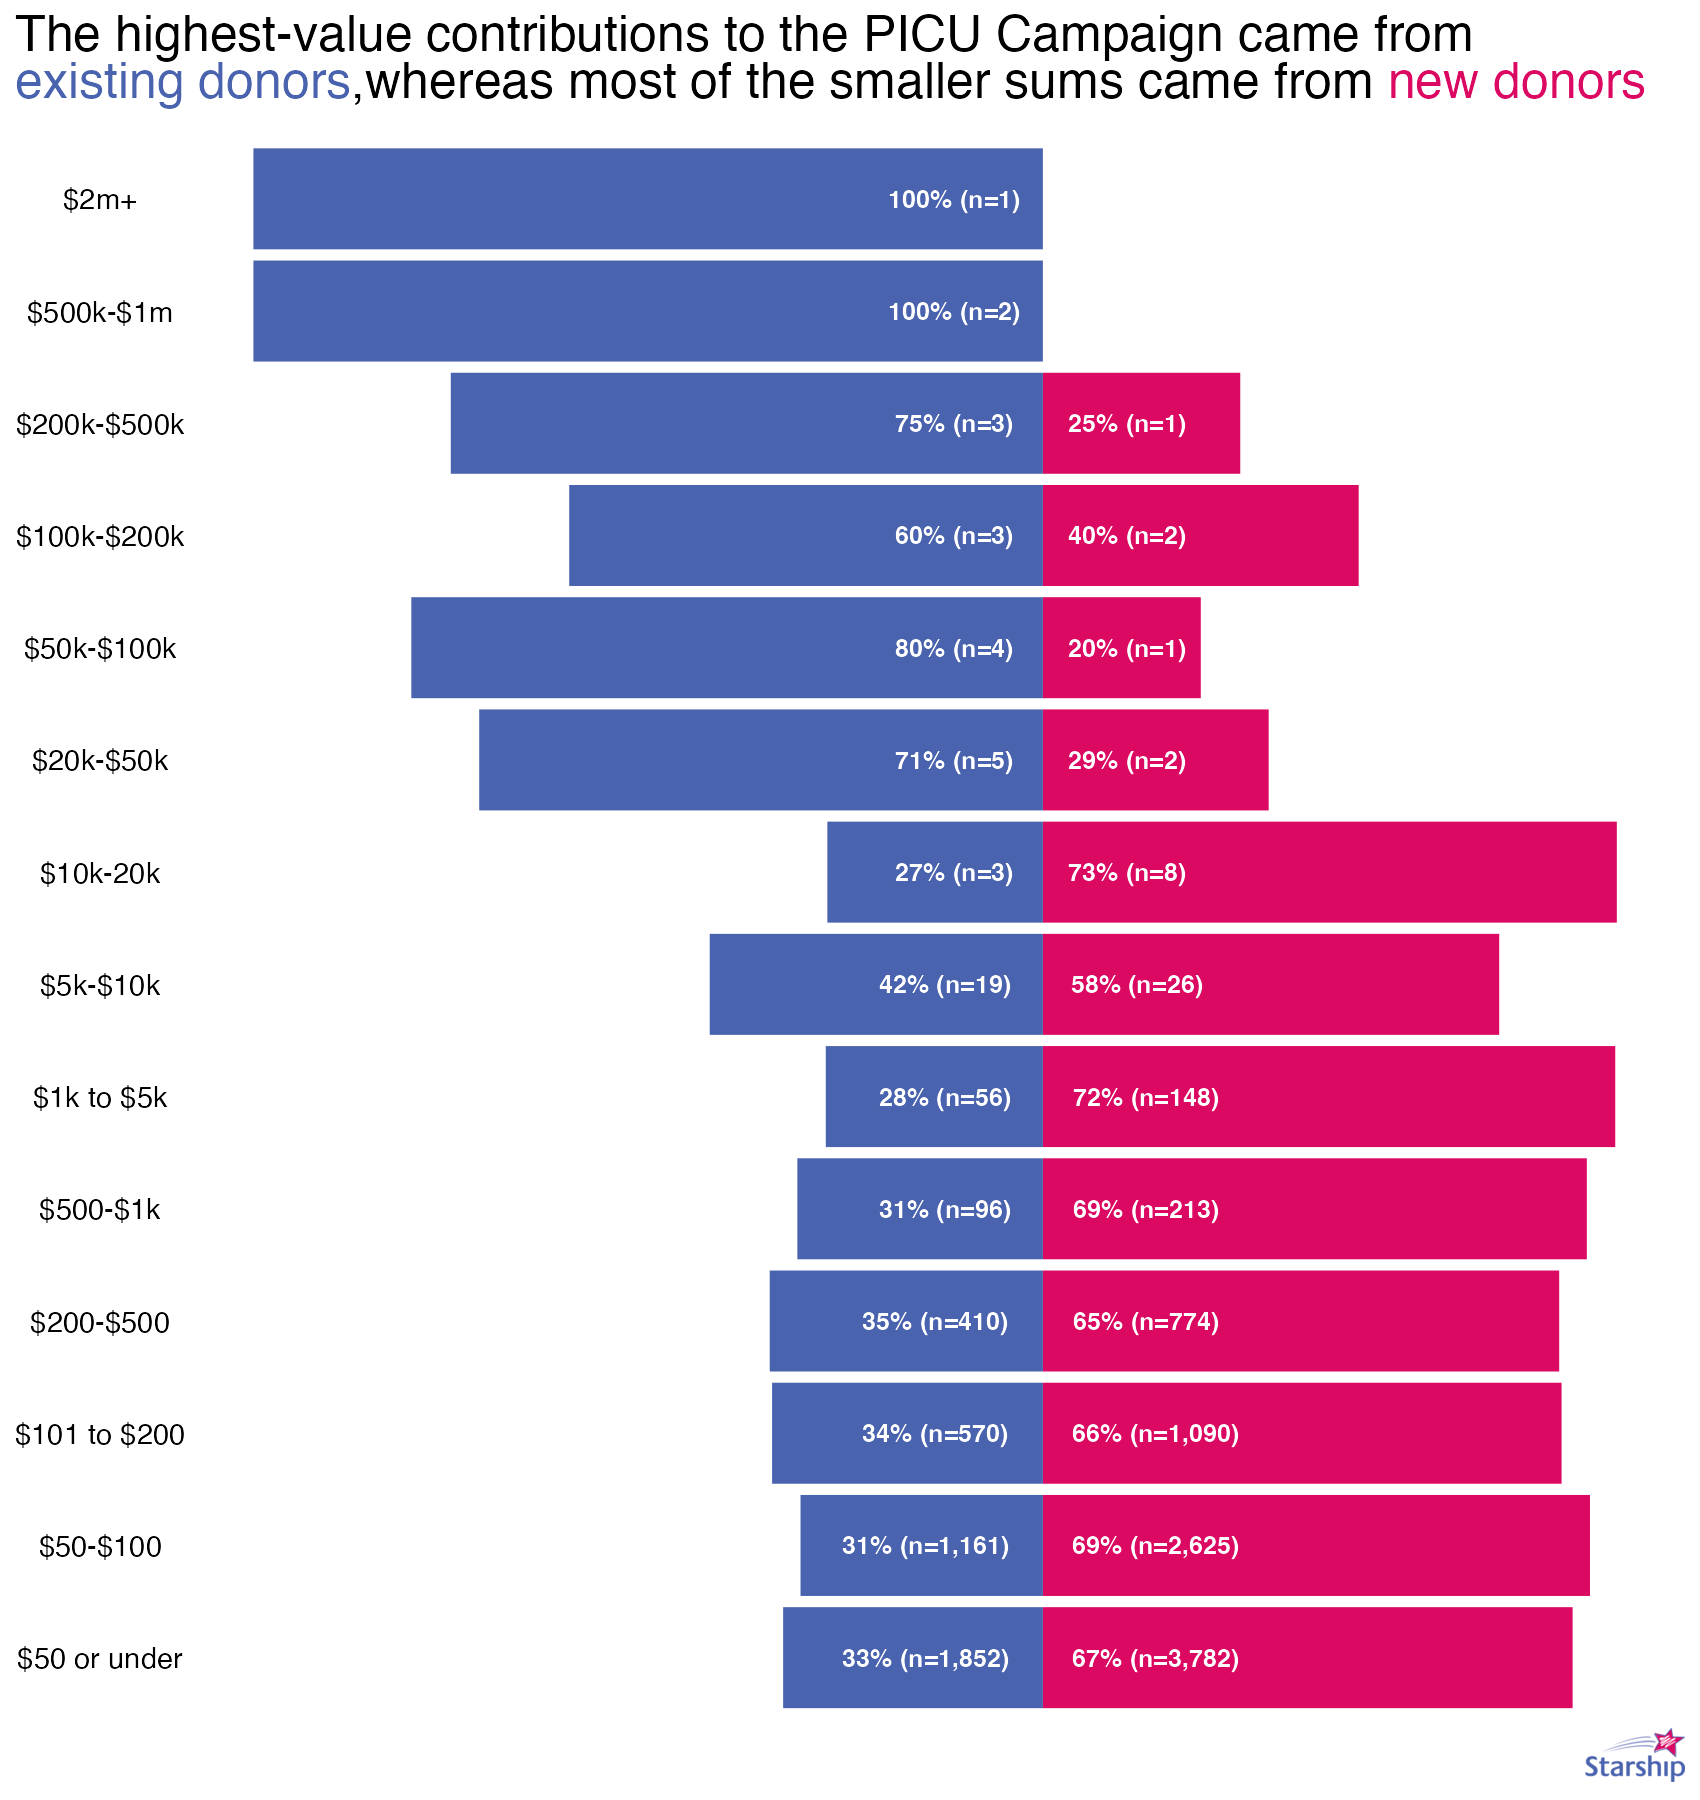 The highest-value contributions to the PICU Campaign came from
existing donors,whereas most of the smaller sums came from new donors
$2m+ 100% (n=1)
$500k-$1m 100% (n=2)
$200k-$500k 75% (n=3) 25% (n=1)
$100k-$200k 60% (n=3) 40% (n=2)
$50k-$100k 80% (n=4) 20% (n=1)
$20k-$50k 71% (n=5) 29% (n=2)
$10k-20k 27% (n=3) 73% (n=8)
$5k-$10k 42% (n=19) 58% (n=26)
$1k to $5k 28% (n=56) 72% (n=148)
$500-$1k 31% (n=96) 69% (n=213)
$200-$500 35% (n=410) 65% (n=774)
$101 to $200 34% (n=570) 66% (n=1,090)
$50-$100 31% (n=1,161) 69% (n=2,625)
$50 or under 33% (n=1,852) 67% (n=3,782)
Starship